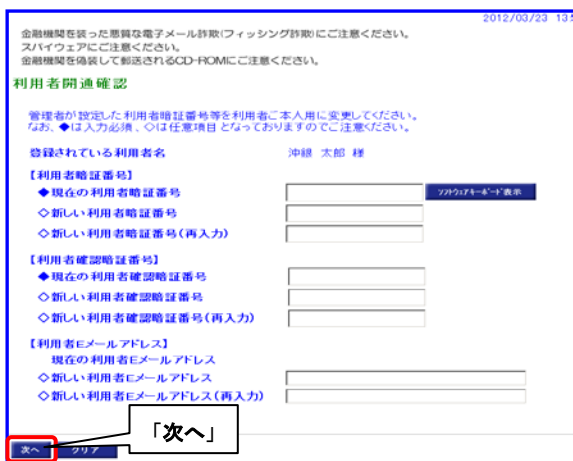 2012/03/23 13:5
金融機関を装った悪質な電子メール詐欺(フィッシング詐欺)にご注意ください。
スパイウェアにご注意ください。
金融機関を偽装して郵送されるCD-ROMにご注意ください。
利用者開通確認
管理者が設定した利用者暗証番号等を利用者ご本人用に変更してください。
なお、◆は入力必須、◇は任意項目となっておりますのでご注意ください。
登録されている利用者名 沖銀 太郎 様
【利用者暗証番号】
◆現在の利用者暗証番号 ソフトウェアキーボード表示
◇新しい利用者暗証番号
◇新しい利用者暗証番号(再入力)
【利用者確認暗証番号】
◆現在の利用者確認暗証番号
◇新しい利用者確認暗証番号
◇新しい利用者確認暗証番号(再入力)
【利用者Eメールアドレス】
現在の利用者Eメールアドレス
◇新しい利用者Eメールアドレス
◇新しい利用者Eメールアドレス(再入力)
「次へ」
次へ クリア